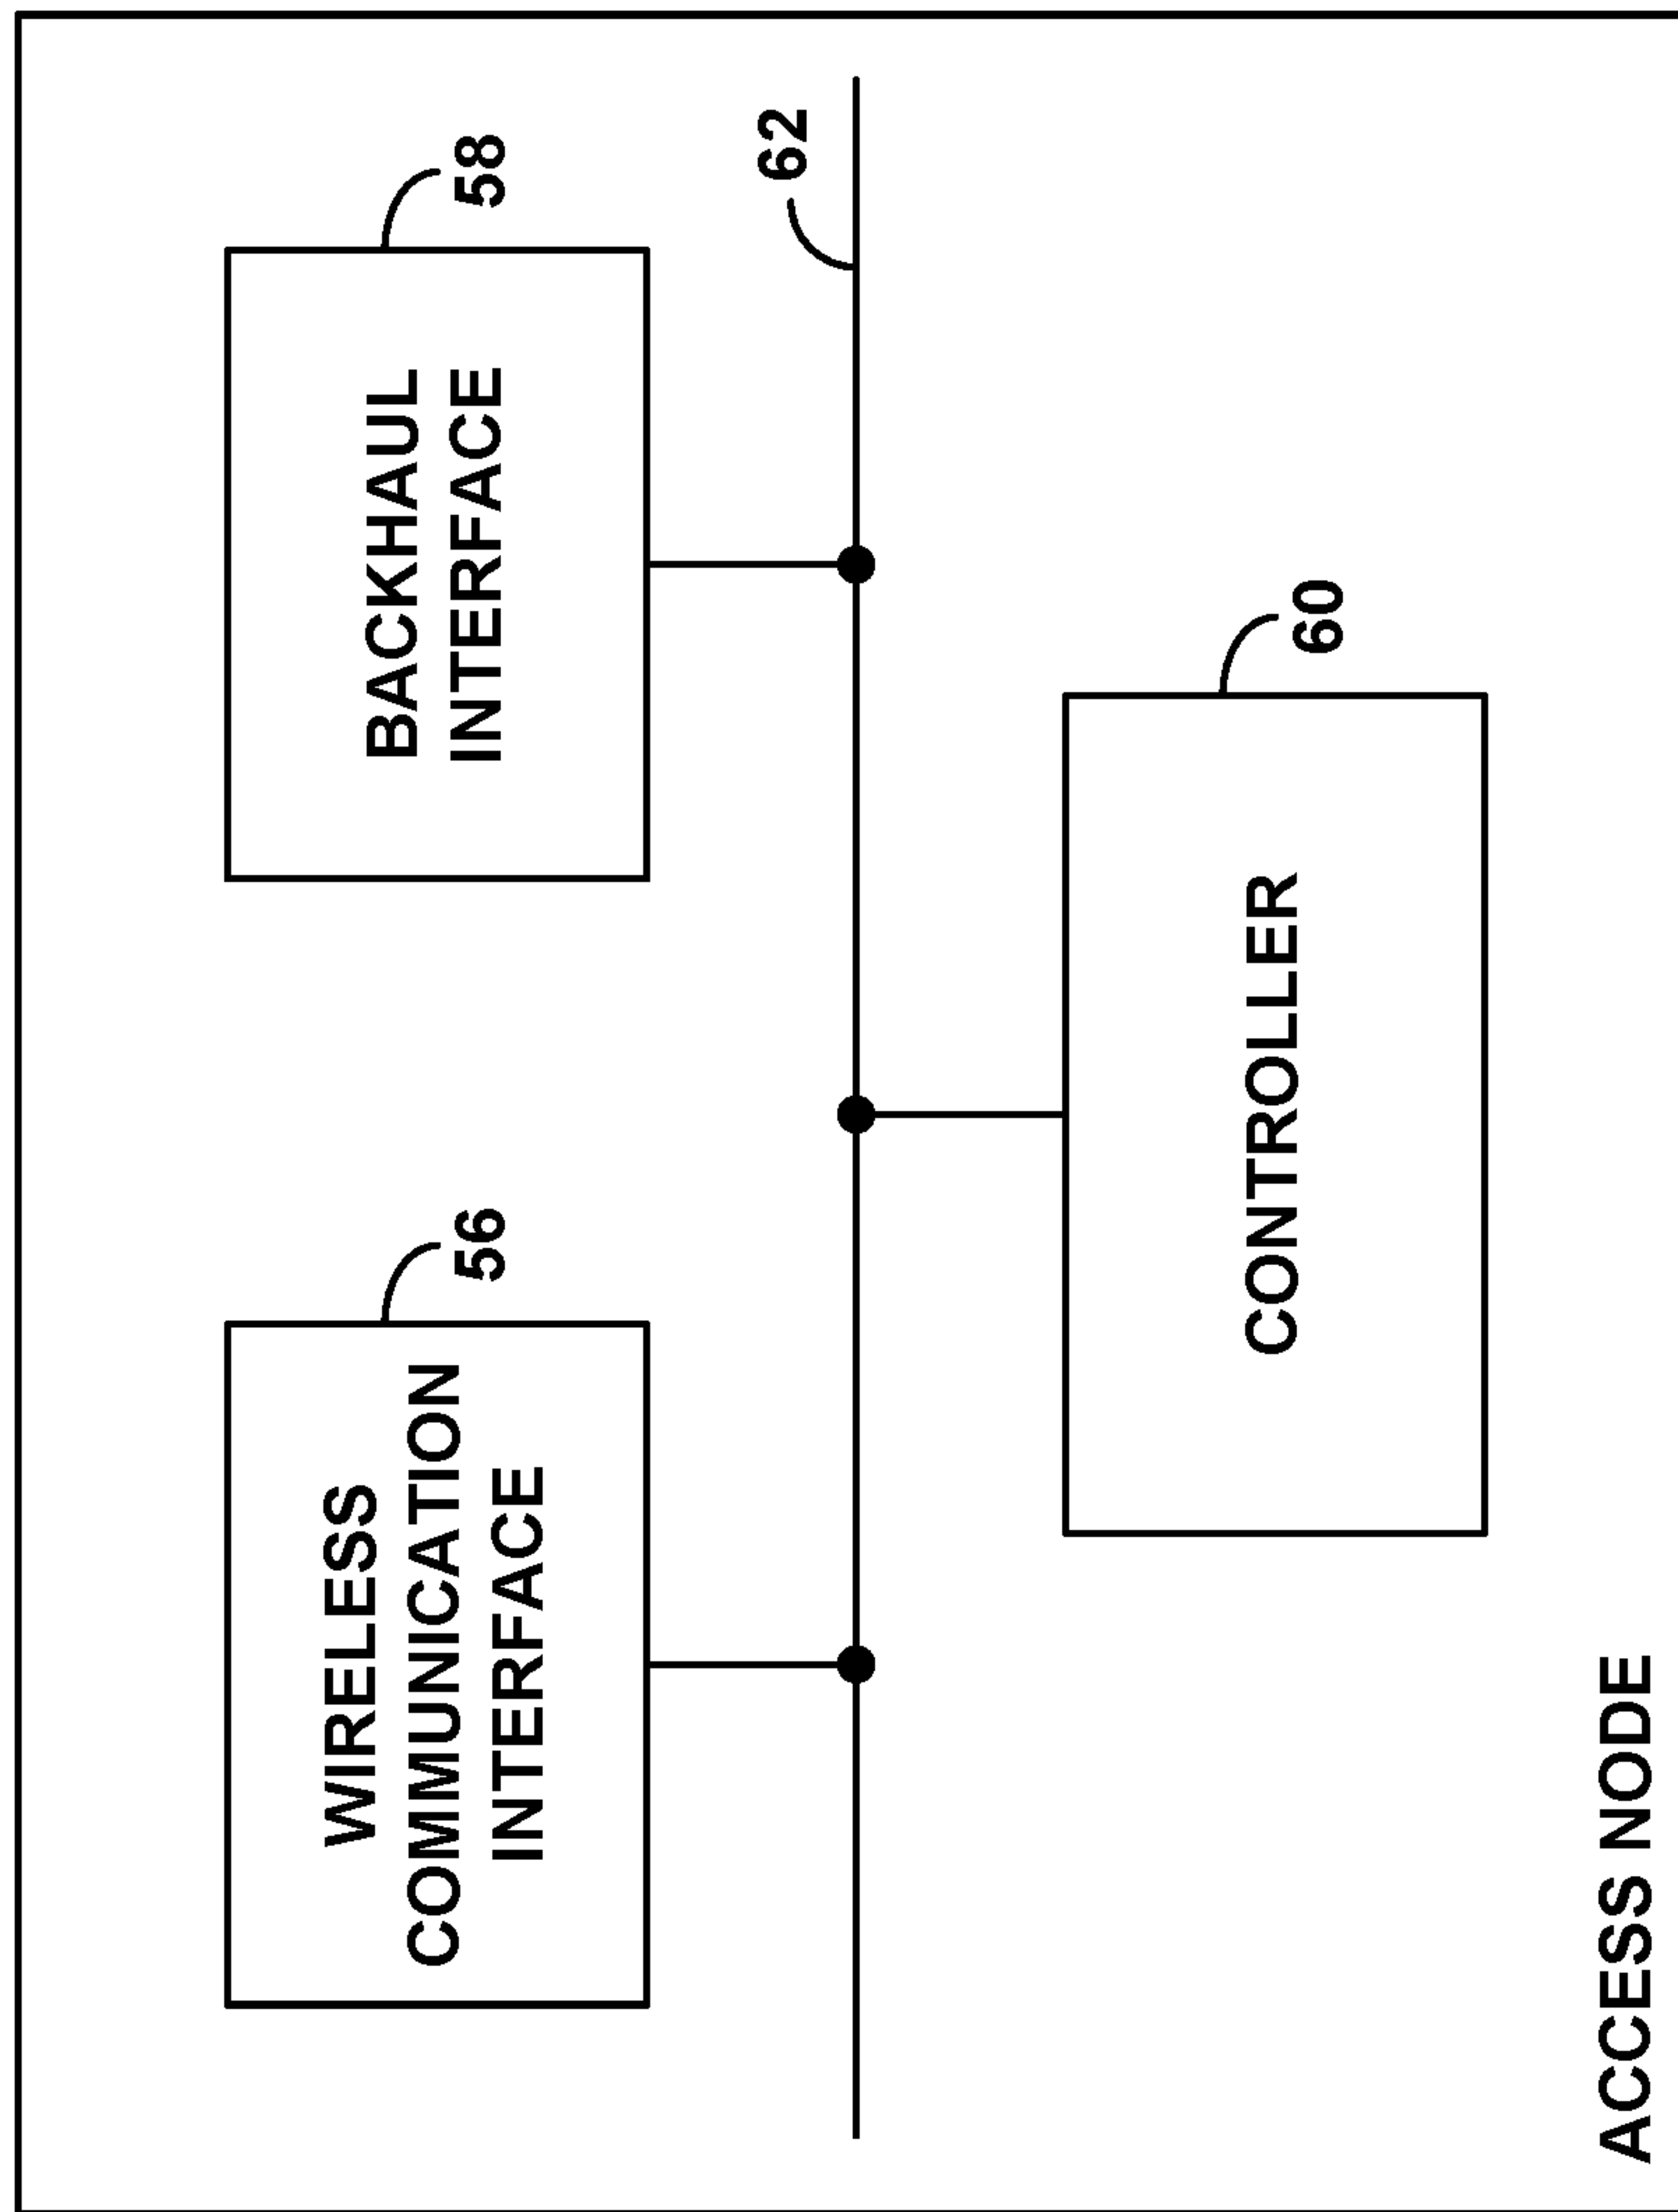 WIRELESS
COMMUNICATION
INTERFACE
56
BACKHAUL
INTERFACE
58
62
CONTROLLER
60
ACCESS NODE